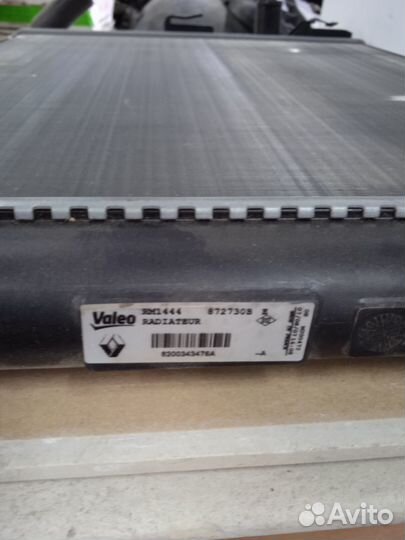 Valeo
RM1444 872730B
RADIATEUR
8200343476A
-A
Avito